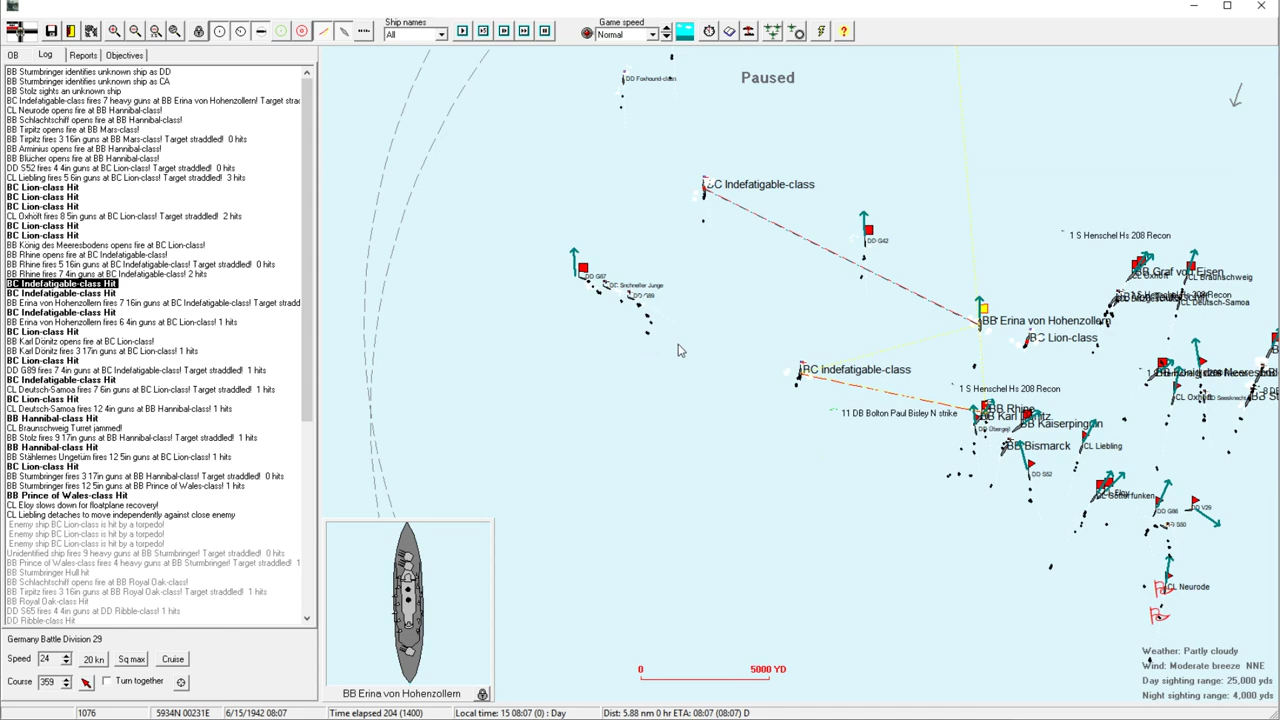 Ship names
Game speed
All
Normal
OB
Log
Reports
Objectives
BB Sturmbringer identifies unknown ship as DD
BB Sturmbringer identifies unknown ship as CA
BB Stolz sights an unknown ship
BC Indefatigable-class fires 7 heavy guns at BB Erina von Hohenzollern! Target strad
CL Neurode opens fire at BB Hannibal-class!
BB Schlachtschiff opens fire at BB Hannibal-class!
BB Tirpitz opens fire at BB Mars-class!
BB Tirpitz fires 3 16in guns at BB Mars-class! Target straddled! 0 hits
BB Arminius opens fire at BB Hannibal-class!
BB Blücher opens fire at BB Hannibal-class!
DD S52 fires 4 4in guns at BC Lion-class! Target straddled! 0 hits
CL Liebling fires 5 6in guns at BC Lion-class! Target straddled! 3 hits
BC Lion-class Hit
BC Lion-class Hit
BC Lion-class Hit
CL Oxhöft fires 8 5in guns at BC Lion-class! Target straddled! 2 hits
BC Lion-class Hit
BC Lion-class Hit
BB König des Meeresbodens opens fire at BC Lion-class!
BB Rhine opens fire at BC Indefatigable-class!
BB Rhine fires 5 16in guns at BC Indefatigable-class! Target straddled! 0 hits
BB Rhine fires 7 4in guns at BC Indefatigable-class! 2 hits
BC Indefatigable-class Hit
BC Indefatigable-class Hit
BB Erina von Hohenzollern fires 7 16in guns at BC Indefatigable-class! Target stradd
BC Indefatigable-class Hit
BB Erina von Hohenzollern fires 6 4in guns at BC Lion-class! 1 hits
BC Lion-class Hit
BB Karl Dönitz opens fire at BC Lion-class!
BB Karl Dönitz fires 3 17in guns at BC Lion-class! 1 hits
BC Lion-class Hit
DD G89 fires 7 4in guns at BC Indefatigable-class! Target straddled! 1 hits
BC Indefatigable-class Hit
CL Deutsch-Samoa fires 7 6in guns at BC Lion-class! Target straddled! 1 hits
BC Lion-class Hit
CL Deutsch-Samoa fires 12 4in guns at BB Hannibal-class! 1 hits
BB Hannibal-class Hit
CL Braunschweig Turret jammed!
BB Stolz fires 9 17in guns at BB Hannibal-class! Target straddled! 1 hits
BB Hannibal-class Hit
BB Stählernes Ungetüm fires 12 5in guns at BC Lion-class! 1 hits
BC Lion-class Hit
BB Sturmbringer fires 3 17in guns at BB Hannibal-class! Target straddled! 0 hits
BB Sturmbringer fires 12 5in guns at BB Prince of Wales-class! 1 hits
BB Prince of Wales-class Hit
CL Eloy slows down for floatplane recovery!
CL Liebling detaches to move independently against close enemy
Enemy ship BC Lion-class is hit by a torpedo!
Enemy ship BC Lion-class is hit by a torpedo!
Enemy ship BC Lion-class is hit by a torpedo!
Unidentified ship fires 9 heavy guns at BB Sturmbringer! Target straddled! 0 hits
BB Prince of Wales-class fires 4 heavy guns at BB Sturmbringer! Target straddled! 1
BB Sturmbringer Hull hit
BB Schlachtschiff opens fire at BB Royal Oak-class!
BB Tirpitz fires 3 16in guns at BB Royal Oak-class! Target straddled! 1 hits
BB Royal Oak-class Hit
DD S65 fires 4 4in guns at DD Ribble-class! 1 hits
DD Ribble-class Hit
Germany Battle Division 29
Speed
24
20 kn
Sq max
Cruise
Course
359
Turn together
Paused
DD Foxhound-class
BC Indefatigable-class
DD G42
1 S Henschel Hs 208 Recon
DD G87
DD G89
BB Graf von Eisen
CL Braunschweig
CL Deutsch-Samoa
BB Erina von Hohenzollern
BC Lion-class
BC Indefatigable-class
1 S Henschel Hs 208 Recon
11 DB Bolton Paul Bisley N strike
BB Rhine
BB Karl Dönitz
BB Kaiserpingan
BB Bismarck
CL Liebling
DD S52
CL Oxhöft
DD G86
DD V29
DD S50
CL Neurode
BB Erina von Hohenzollern
0
5000 YD
Weather: Partly cloudy
Wind: Moderate breeze NNE
Day sighting range: 25,000 yds
Night sighting range: 4,000 yds
1076
5934N 00231E
6/15/1942 08:07
Time elapsed 204 (1400)
Local time: 15 08:07 (0) : Day
Dist: 5.88 nm 0 hr ETA: 08:07 (08:07) D